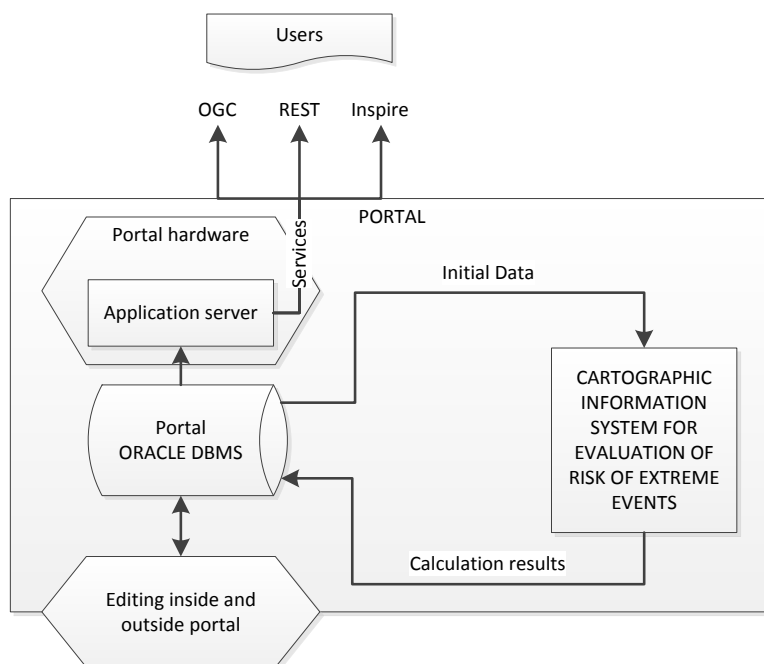 Users
OGC
REST
Inspire
PORTAL
Portal hardware
Services
Application server
Initial Data
Portal
ORACLE DBMS
CARTOGRAPHIC
INFORMATION
SYSTEM FOR
EVALUATION OF
RISK OF EXTREME
EVENTS
Calculation results
Editing inside and
outside portal